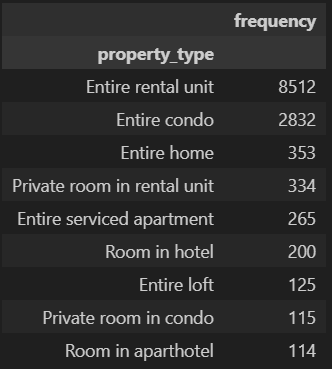 frequency
property_type
Entire rental unit 8512
Entire condo 2832
Entire home 353
Private room in rental unit 334
Entire serviced apartment 265
Room in hotel 200
Entire loft 125
Private room in condo 115
Room in aparthotel 114